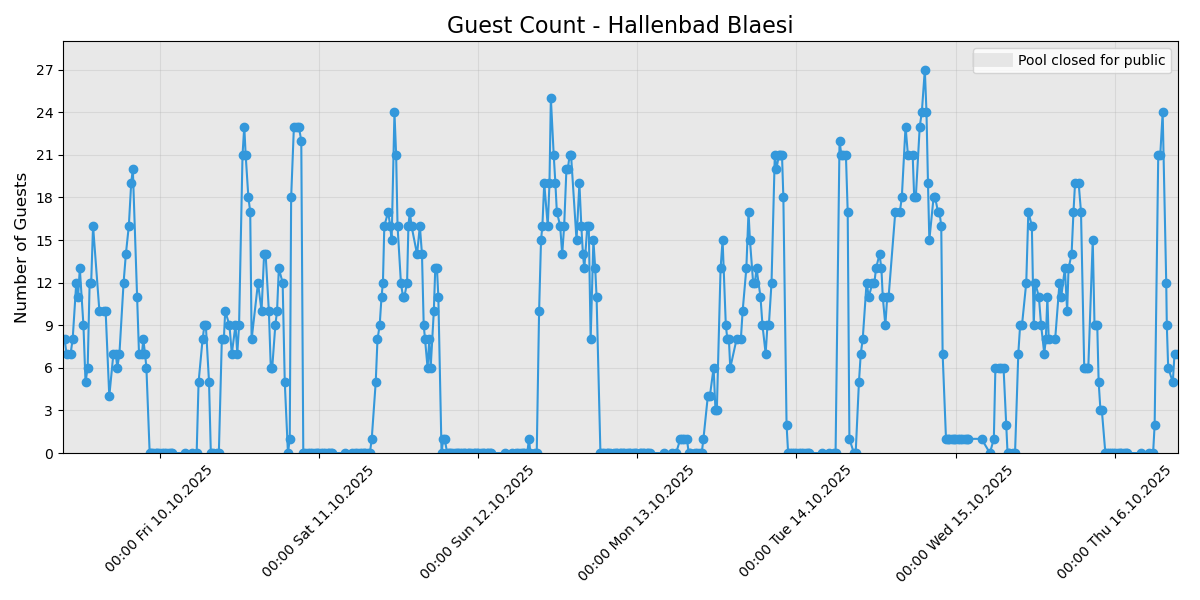 Guest Count - Hallenbad Blaesi
Pool closed for public
Number of Guests
27
24
21
18
15
12
9
6
3
0
00:00 Fri 10.10.2025
00:00 Sat 11.10.2025
00:00 Sun 12.10.2025
00:00 Mon 13.10.2025
00:00 Tue 14.10.2025
00:00 Wed 15.10.2025
00:00 Thu 16.10.2025